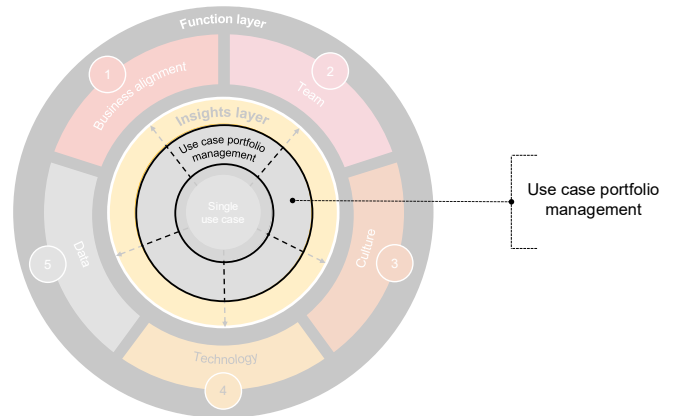 Function layer
1
Business alignment
2
Team
Insights layer
Use case portfolio
management
Single
use case
Use case portfolio
management
5
Data
3
Culture
Technology
4